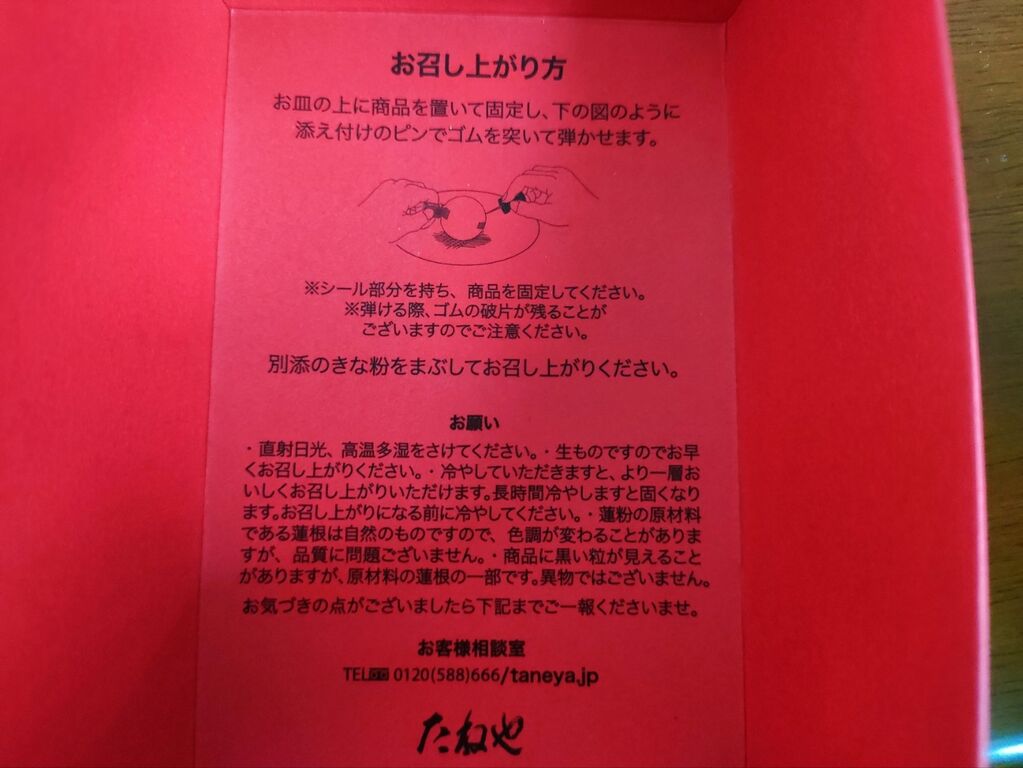 お召し上がり方
お皿の上に商品を置いて固定し、下の図のように
添え付けのピンでゴムを突いて弾かせます。
※シール部分を持ち、商品を固定してください。
※弾ける際、ゴムの破片が残ることが
ございますのでご注意ください。
別添のきな粉をまぶしてお召し上がりください。
お願い
・直射日光、高温多湿をさけてください。・生ものですのでお早
くお召し上がりください。・冷やしていただきますと、より一層お
いしくお召し上がりいただけます。長時間冷やしますと固くなり
ます。お召し上がりになる前に冷やしてください。・蓮粉の原材料
である蓮根は自然のものですので、色調が変わることがありま
すが、品質に問題ございません。・商品に黒い粒が見えること
がありますが、原材料の蓮根の一部です。異物ではございません。
お気づきの点がございましたら下記までご一報くださいませ。
お客様相談室
TEL 0120(588)666/taneya.jp
たねや